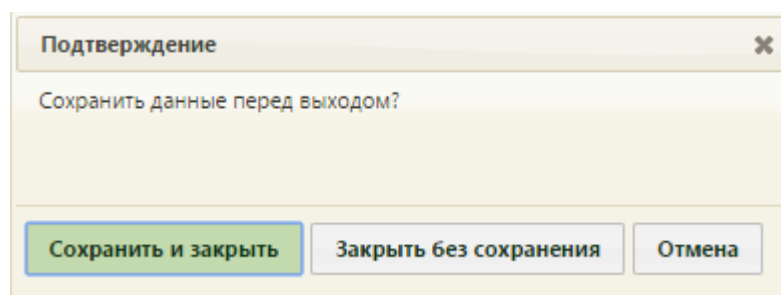 Подтверждение
Сохранить данные перед выходом?
Сохранить и закрыть Закрыть без сохранения Отмена